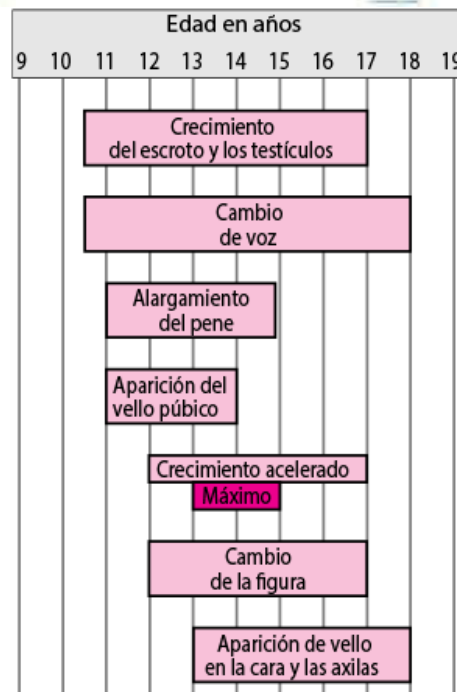 Edad en años
9 10 11 12 13 14 15 16 17 18 19
Crecimiento
del escroto y los testículos
Cambio
de voz
Alargamiento
del pene
Aparición del
vello púbico
Crecimiento acelerado
Máximo
Cambio
de la figura
Aparición de vello
en la cara y las axilas